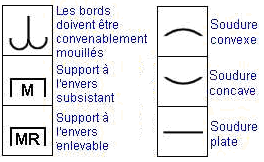 Les bords
doivent être
convenablement
mouillés
M
Support à
l'envers
subsistant
MR
Support à
l'envers
enlevable
Soudure
convexe
Soudure
concave
Soudure
plate